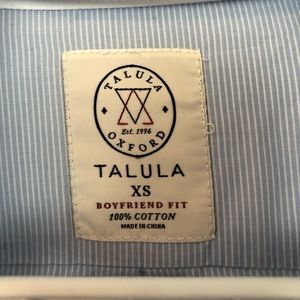 TALULA
Est. 1996
OXFORD
TALULA
XS
BOYFRIEND FIT
100% COTTON
MADE IN CHINA